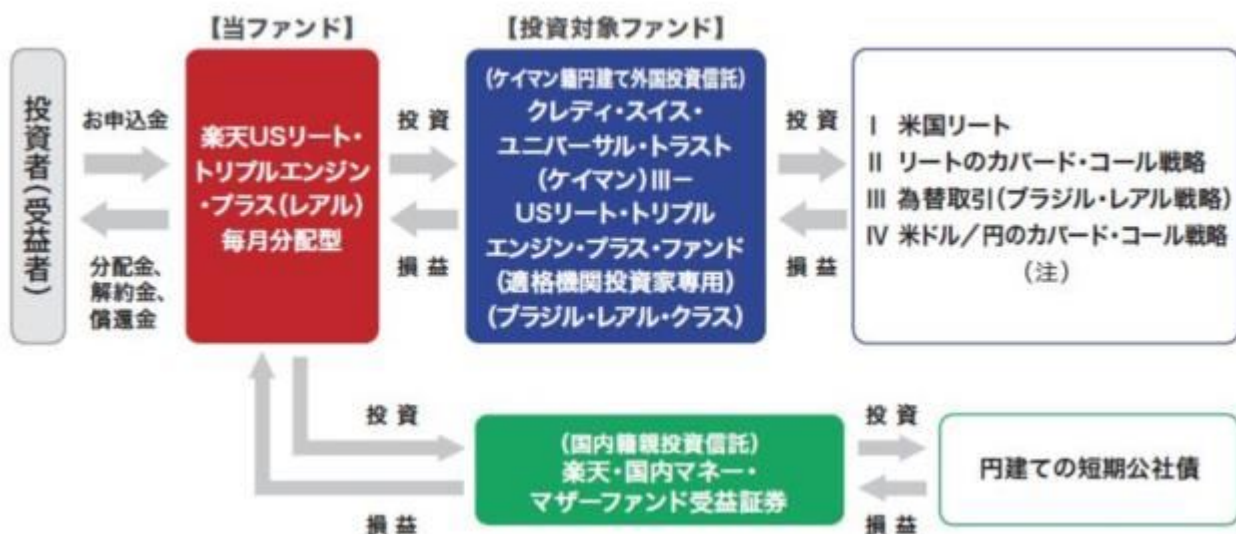 【当ファンド】
【投資対象ファンド】
投資者(受益者)
お申込金
分配金、
解約金、
償還金
楽天USリート・
トリプルエンジン
・プラス(レアル)
毎月分配型
投資
損益
(ケイマン籍円建て外国投資信託)
クレディ・スイス・
ユニバーサル・トラスト
(ケイマン)III−
USリート・トリプル
エンジン・プラス・ファンド
(適格機関投資家専用)
(ブラジル・レアル・クラス)
投資
損益
I 米国リート
II リートのカバード・コール戦略
III 為替取引(ブラジル・レアル戦略)
IV 米ドル/円のカバード・コール戦略
(注)
投資
損益
(国内籍親投資信託)
楽天・国内マネー・
マザーファンド受益証券
投資
損益
円建ての短期公社債